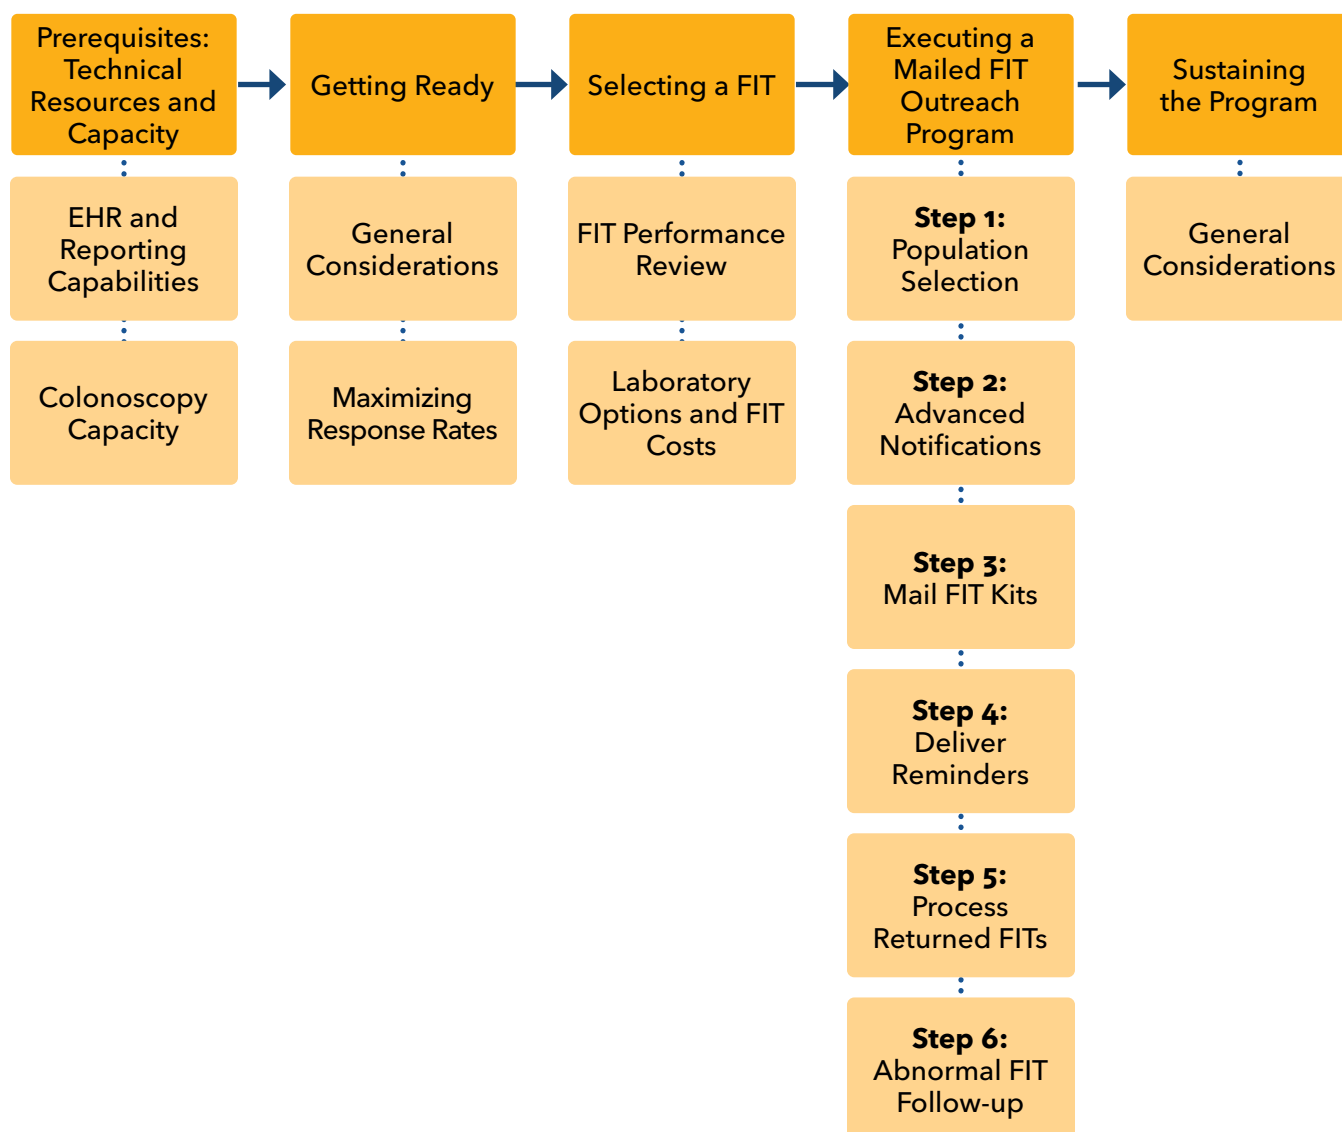 Prerequisites:
Technical
Resources and
Capacity
EHR and
Reporting
Capabilities
Colonoscopy
Capacity
Getting Ready
General
Considerations
Maximizing
Response Rates
Selecting a FIT
FIT Performance
Review
Laboratory
Options and FIT
Costs
Executing a
Mailed FIT
Outreach
Program
Step 1:
Population
Selection
Step 2:
Advanced
Notifications
Step 3:
Mail FIT Kits
Step 4:
Deliver
Reminders
Step 5:
Process
Returned FITs
Step 6:
Abnormal FIT
Follow-up
Sustaining
the Program
General
Considerations